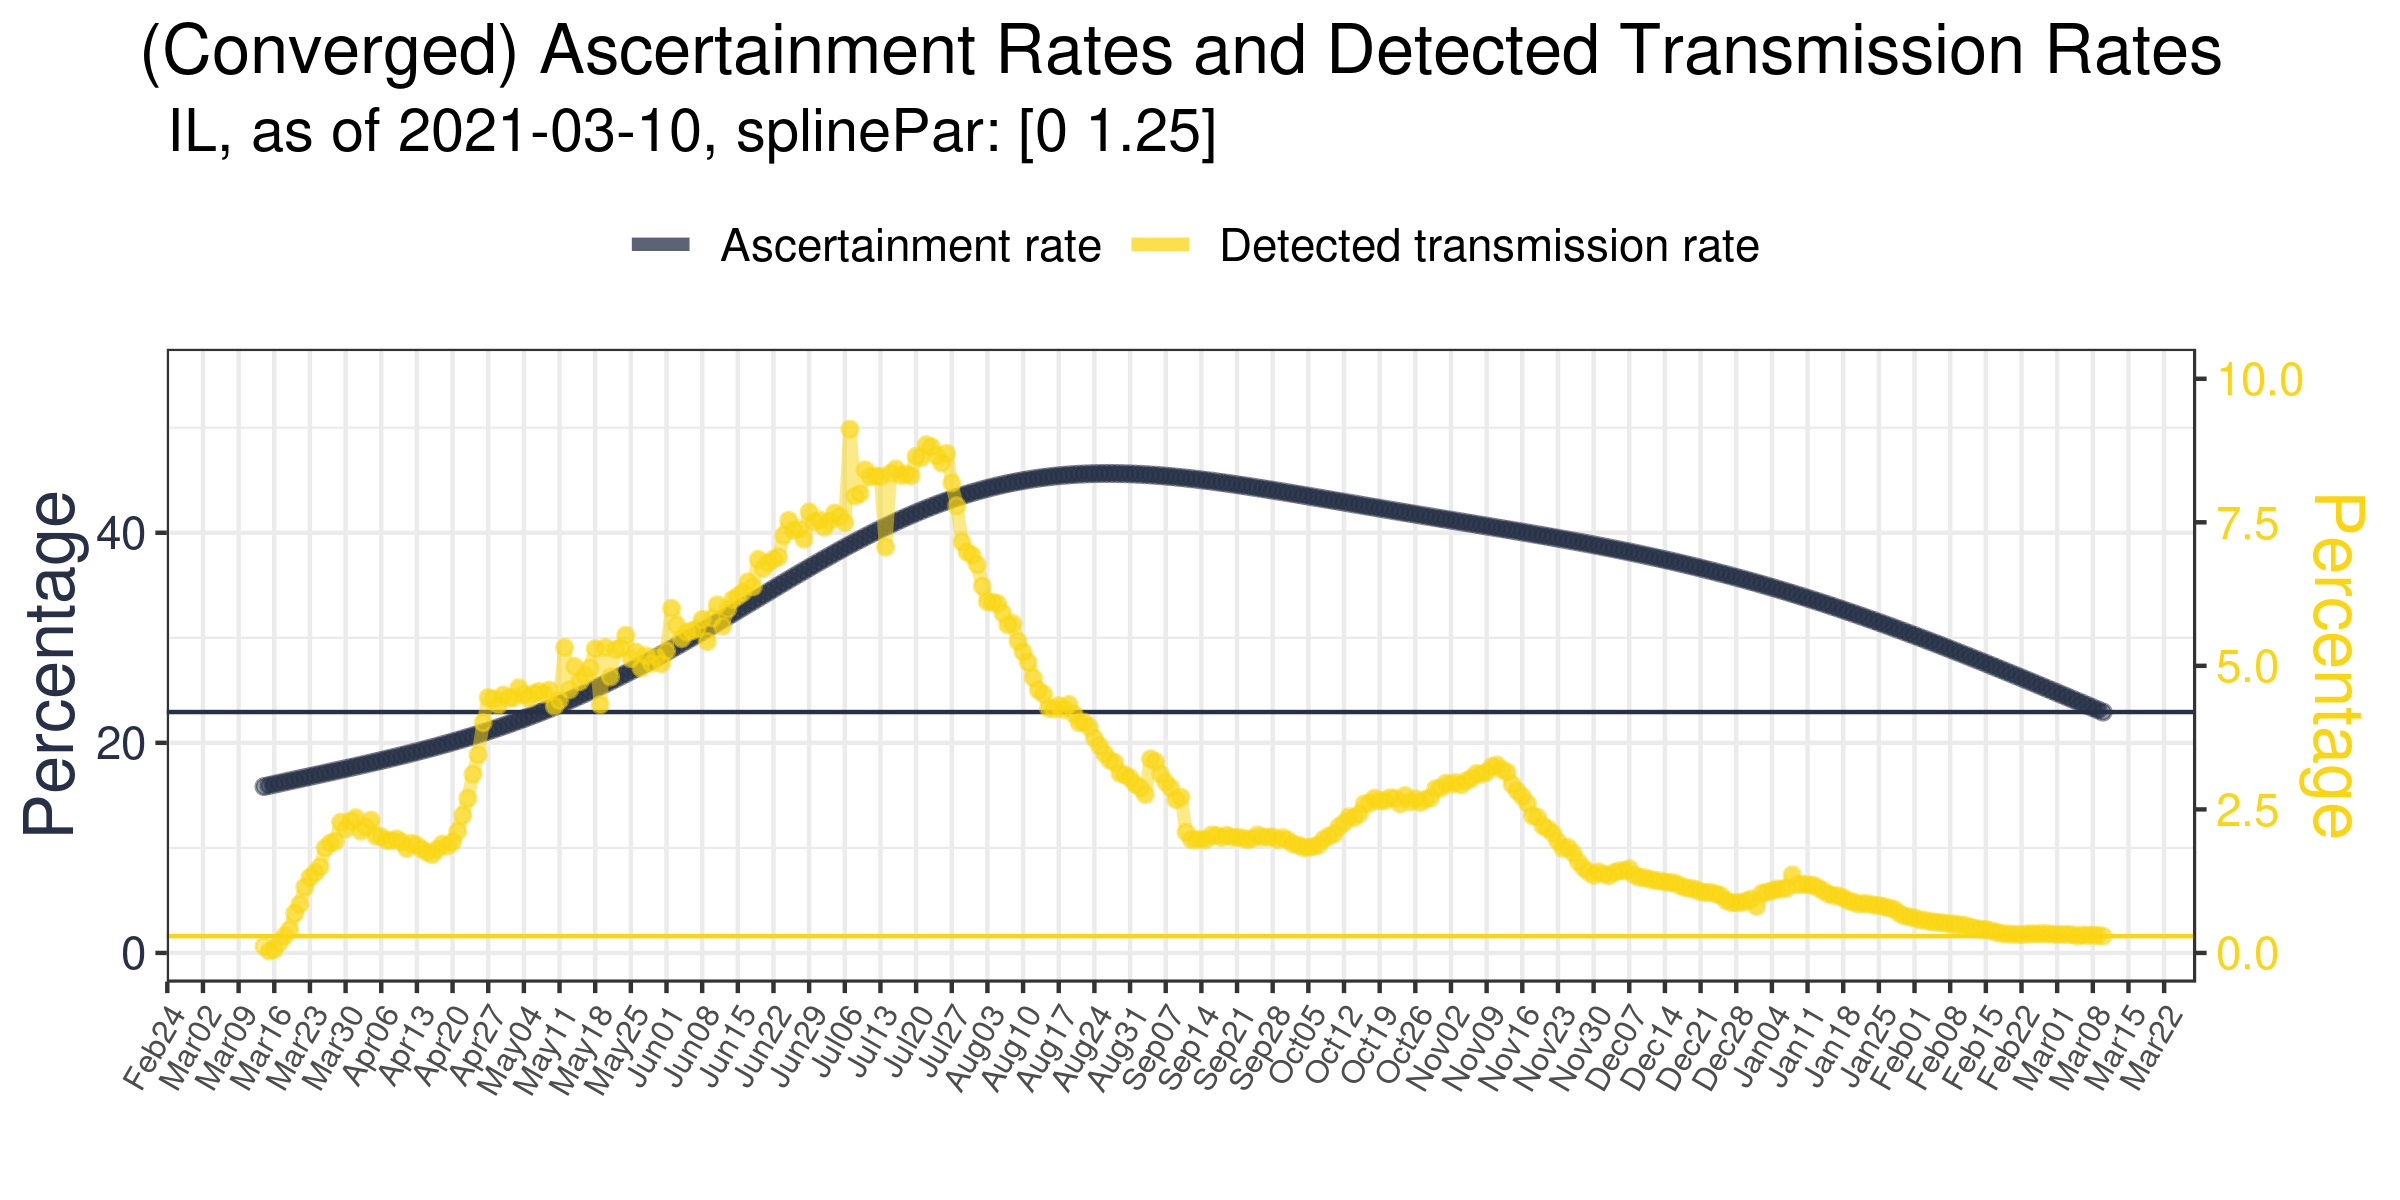 (Converged) Ascertainment Rates and Detected Transmission Rates
IL, as of 2021-03-10, splinePar: [0 1.25]
Ascertainment rate Detected transmission rate
Percentage
40
20
0
10.0
7.5
5.0
2.5
0.0
Percentage
Feb24 Mar02 Mar09 Mar16 Mar23 Mar30 Apr06 Apr13 Apr20 Apr27 May04 May11 May18 May25 Jun01 Jun08 Jun15 Jun22 Jun29 Jul06 Jul13 Jul20 Jul27 Aug03 Aug10 Aug17 Aug24 Aug31 Sep07 Sep14 Sep21 Sep28 Oct05 Oct12 Oct19 Oct26 Nov02 Nov09 Nov16 Nov23 Nov30 Dec07 Dec14 Dec21 Dec28 Jan04 Jan11 Jan18 Jan25 Feb01 Feb08 Feb15 Feb22 Mar01 Mar08 Mar15 Mar22